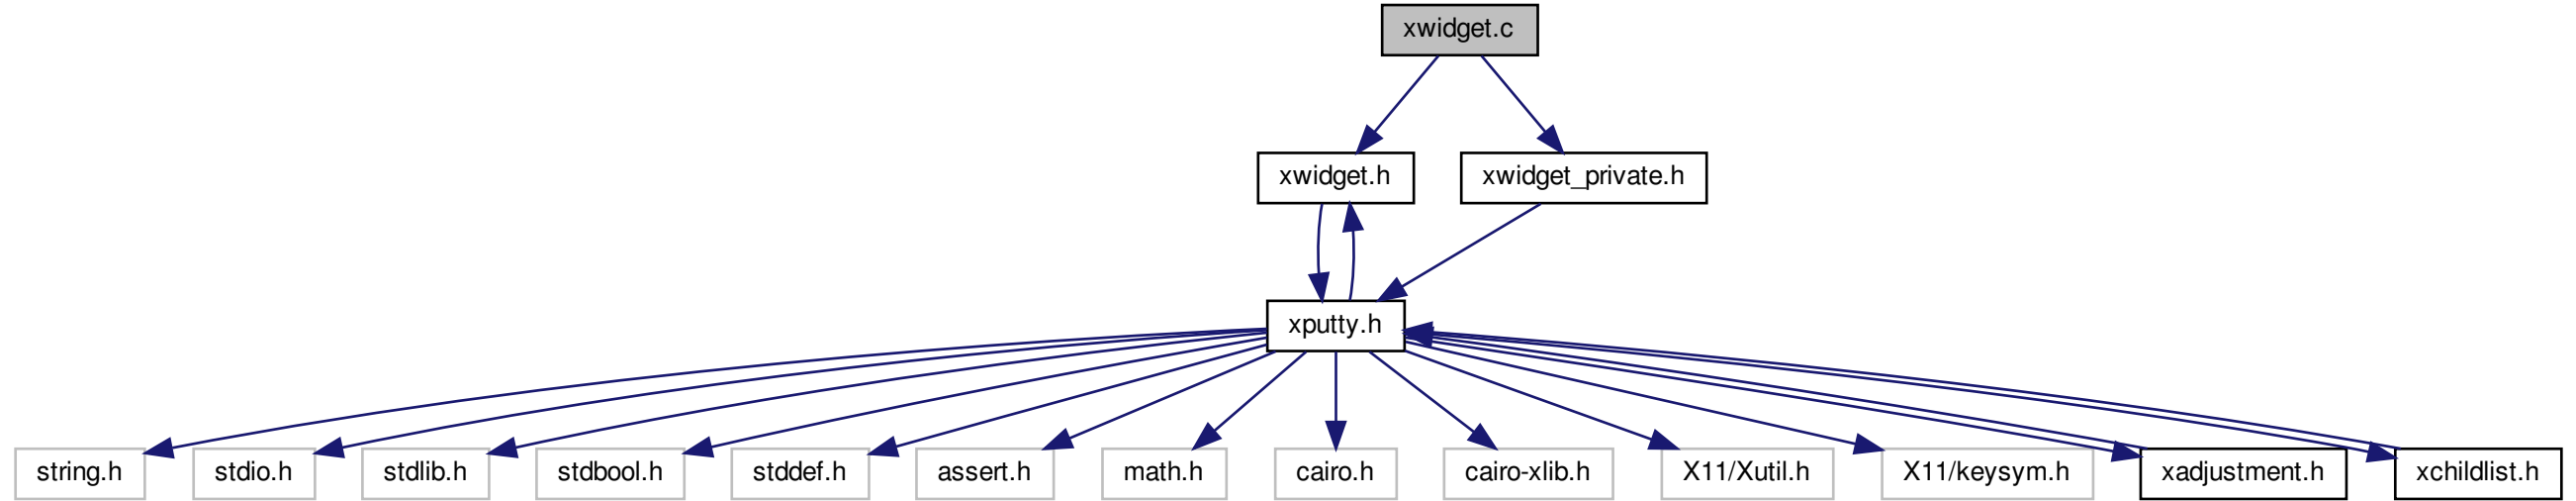 xwidget.c
xwidget.h
xwidget_private.h
xputty.h
string.h
stdio.h
stdlib.h
stdbool.h
stddef.h
assert.h
math.h
cairo.h
cairo-xlib.h
X11/Xutil.h
X11/keysym.h
xadjustment.h
xchildlist.h